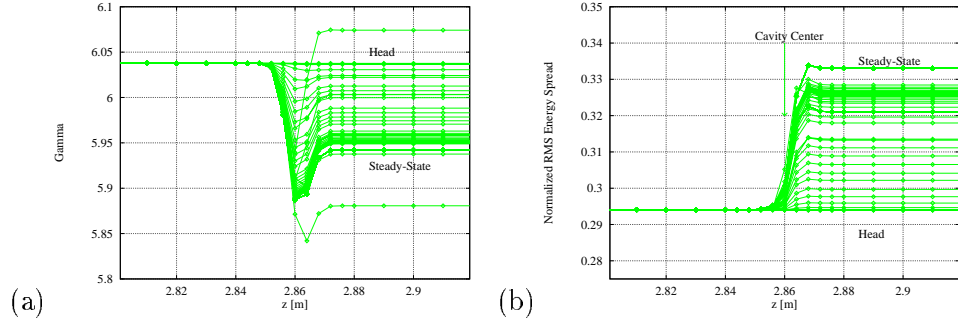 6.1
6.05
6
5.95
5.9
5.85
5.8
Gamma
Head
Steady-State
2.82
2.84
2.86
2.88
2.9
z [m]
(a)
0.34
0.33
0.32
0.31
0.3
0.29
0.28
Normalized RMS Energy Spread
Cavity Center
Steady-State
Head
2.82
2.84
2.86
2.88
2.9
z [m]
(b)